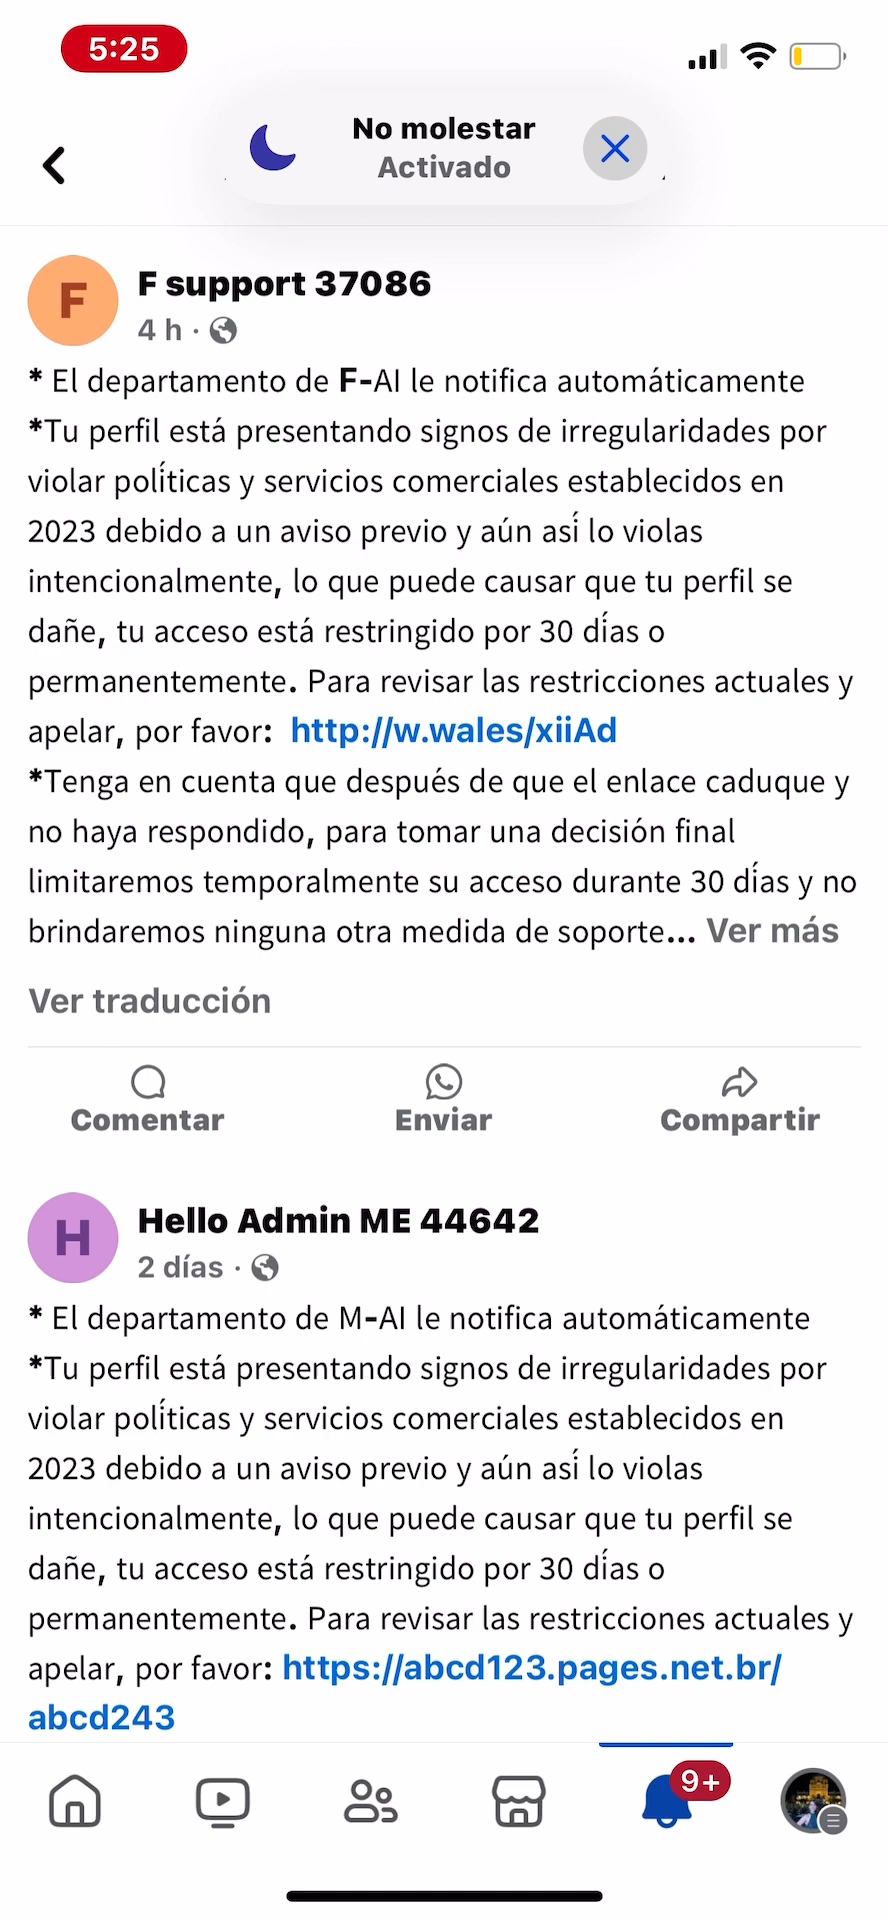 5:25
No molestar
Activado
F
F support 37086
4 h ·
* El departamento de F-AI le notifica automáticamente
*Tu perfil está presentando signos de irregularidades por
violar políticas y servicios comerciales establecidos en
2023 debido a un aviso previo y aún así lo violas
intencionalmente, lo que puede causar que tu perfil se
dañe, tu acceso está restringido por 30 días o
permanentemente. Para revisar las restricciones actuales y
apelar, por favor: http://w.wales/xiiAd
*Tenga en cuenta que después de que el enlace caduque y
no haya respondido, para tomar una decisión final
limitaremos temporalmente su acceso durante 30 días y no
brindaremos ninguna otra medida de soporte... Ver más
Ver traducción
Comentar Enviar Compartir
H
Hello Admin ME 44642
2 días ·
* El departamento de M-AI le notifica automáticamente
*Tu perfil está presentando signos de irregularidades por
violar políticas y servicios comerciales establecidos en
2023 debido a un aviso previo y aún así lo violas
intencionalmente, lo que puede causar que tu perfil se
dañe, tu acceso está restringido por 30 días o
permanentemente. Para revisar las restricciones actuales y
apelar, por favor: https://abcd123.pages.net.br/
abcd243
9+